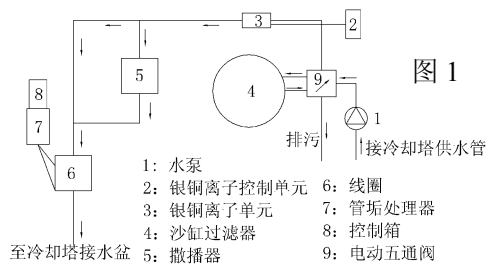 3
2
5
4
9
图1
8
7
排污
1
接冷却塔供水管
6
1：水泵
2：银铜离子控制单元
3：银铜离子单元
4：沙缸过滤器
5：撒播器
6：线圈
7：管垢处理器
8：控制箱
9：电动五通阀
至冷却塔接水盆